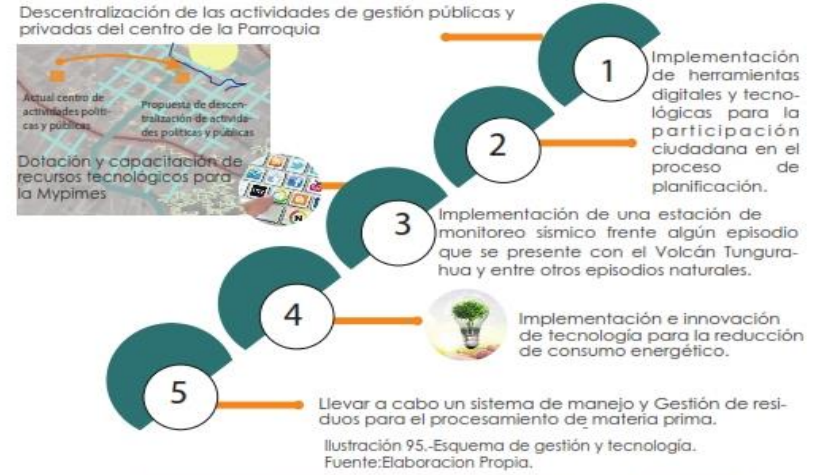 Descentralización de las actividades de gestión públicas y
privadas del centro de la Parroquia
1
Actual centro de
actividades politi-
cas y públicas
Propuesta de descen-
tralización de activida-
des políticas y públicas
Implementación
de herramientas
digitales y tecno-
lógicas para la
participación
ciudadana en el
proceso de
planificación.
2
Dotación y capacitación de
recursos tecnológicos para
la Mypimes
3
Implementación de una estación de
monitoreo sísmico frente algún episodio
que se presente con el Volcán Tungura-
hua y entre otros episodios naturales.
4
Implementación e innovación
de tecnología para la reducción
de consumo energético.
5
Llevar a cabo un sistema de manejo y Gestión de resi-
duos para el procesamiento de materia prima.
Ilustración 95.-Esquema de gestión y tecnología.
Fuente:Elaboracion Propia.